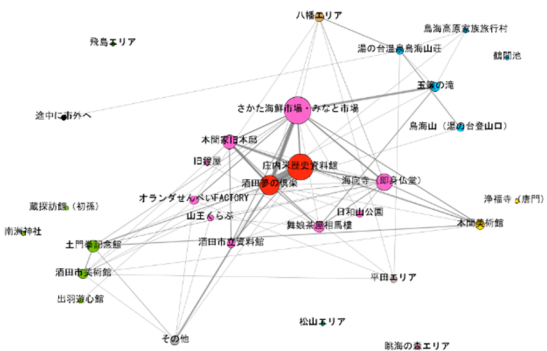 八幡エリア
鳥海高原家族旅行村
飛島エリア
湯の台温泉鳥海山荘
鶴間池
玉簾の滝
さかた海鮮市場・みなと市場
途中に市外へ
鳥海山（湯の台登山口）
本間家旧本邸
旧鐙屋
庄内米歴史資料館
酒田夢の倶楽
海向寺（即身仏堂）
オランダせんべいFACTORY
浄福寺（唐門）
蔵探訪館（初孫）
山王くらぶ
日和山公園
舞娘茶屋相馬樓
本間美術館
南洲神社
土門拳記念館
酒田市立資料館
酒田市美術館
平田エリア
出羽遊心館
松山エリア
その他
眺海の森エリア